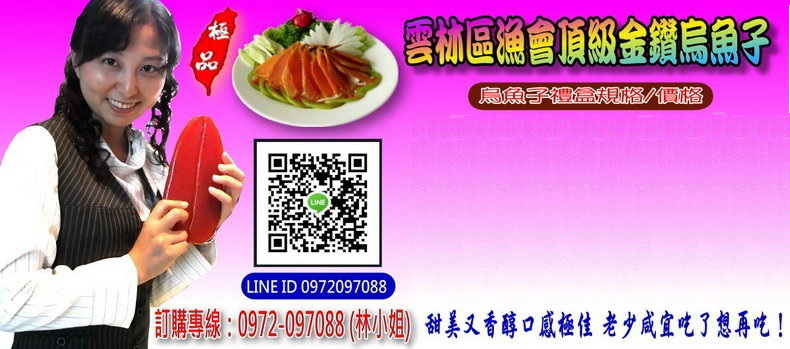 極品
雲林區漁會頂級金鑽烏魚子
烏魚子禮盒規格/價格
LINE
LINE ID 0972097088
訂購專線：0972-097088 (林小姐)
甜美又香醇口感極佳 老少咸宜吃了想再吃！